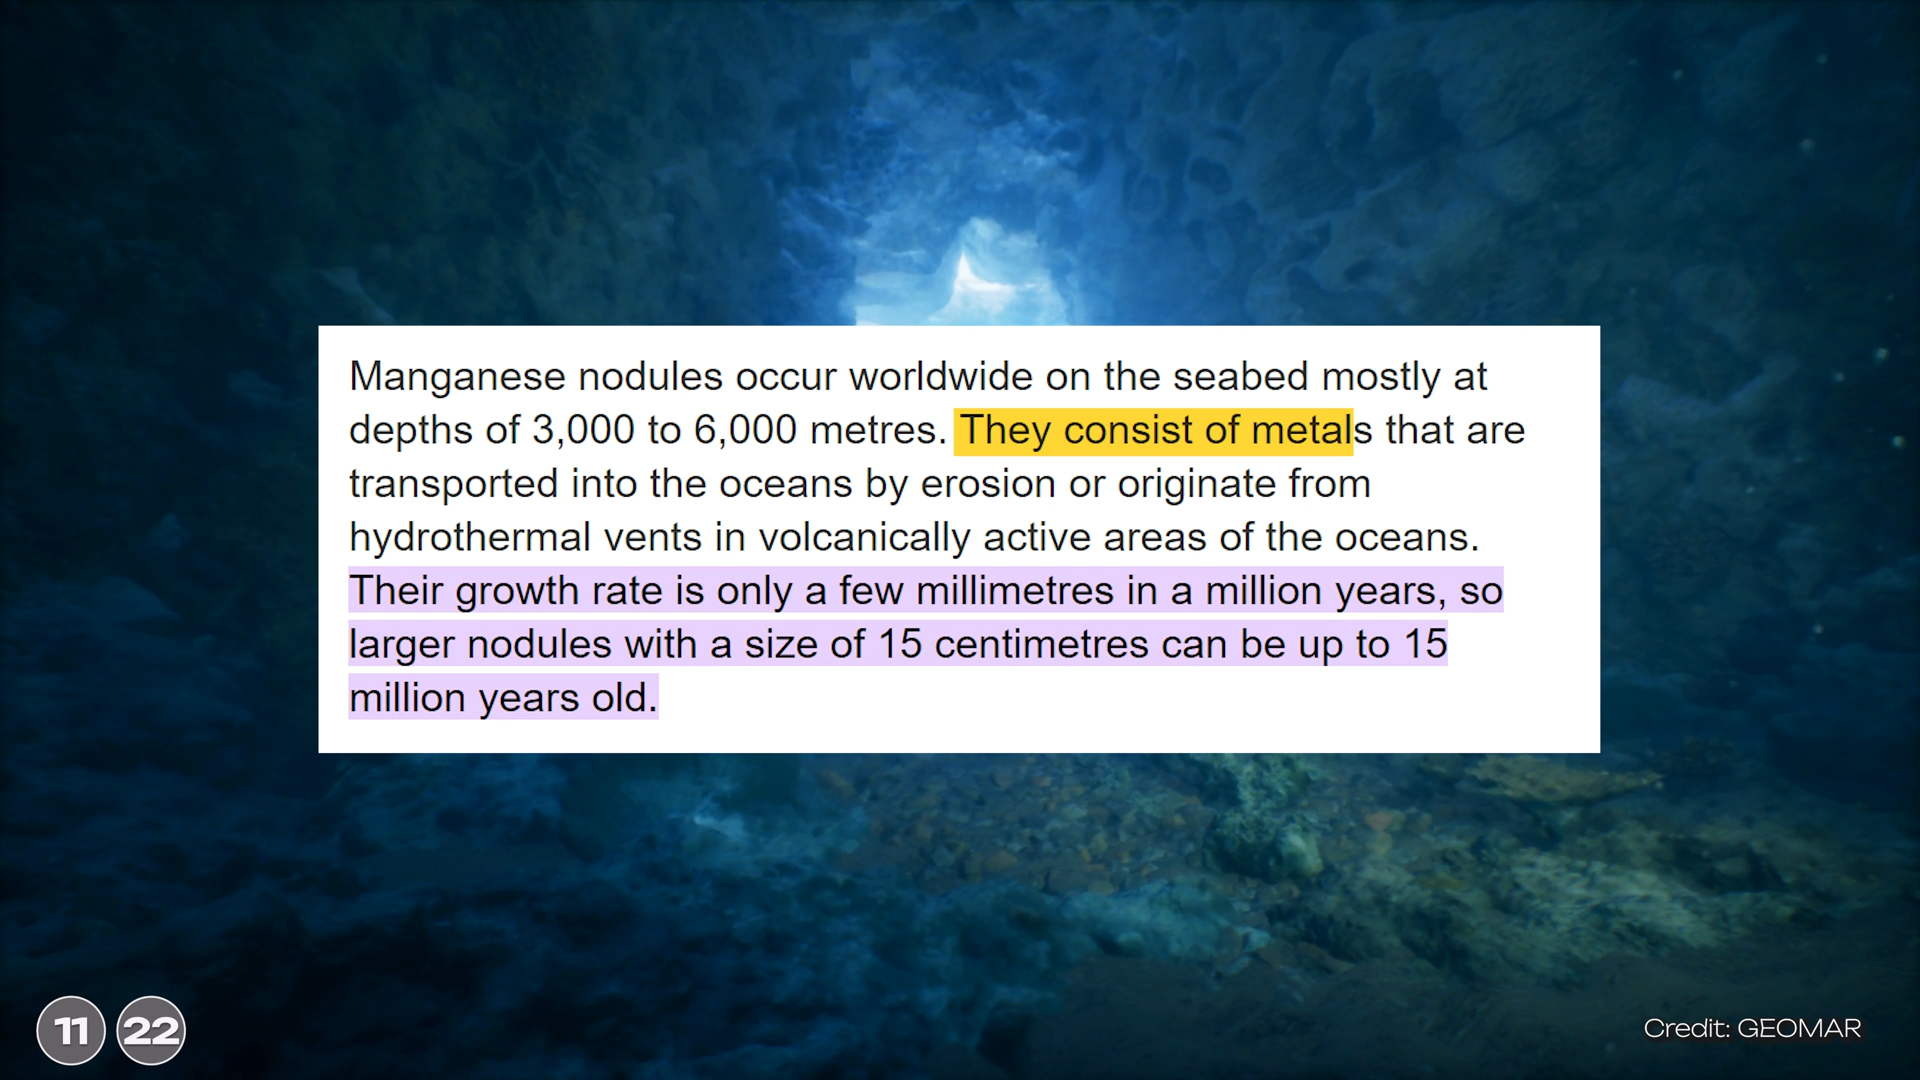 Manganese nodules occur worldwide on the seabed mostly at
depths of 3,000 to 6,000 metres. They consist of metals that are
transported into the oceans by erosion or originate from
hydrothermal vents in volcanically active areas of the oceans.
Their growth rate is only a few millimetres in a million years, so
larger nodules with a size of 15 centimetres can be up to 15
million years old.
11 22
Credit: GEOMAR